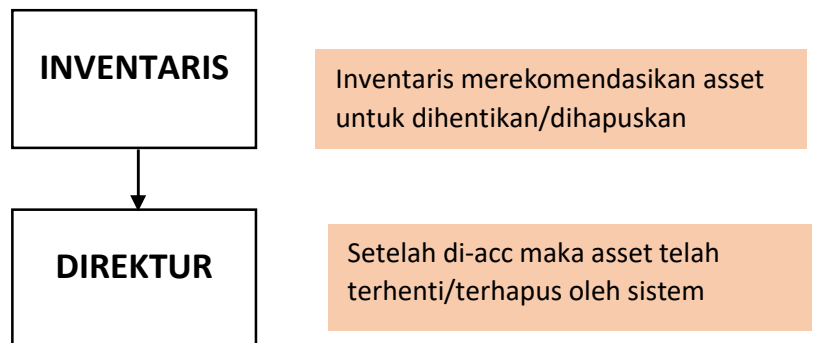 INVENTARIS
Inventaris merekomendasikan asset
untuk dihentikan/dihapuskan
DIREKTUR
Setelah di-acc maka asset telah
terhenti/terhapus oleh sistem